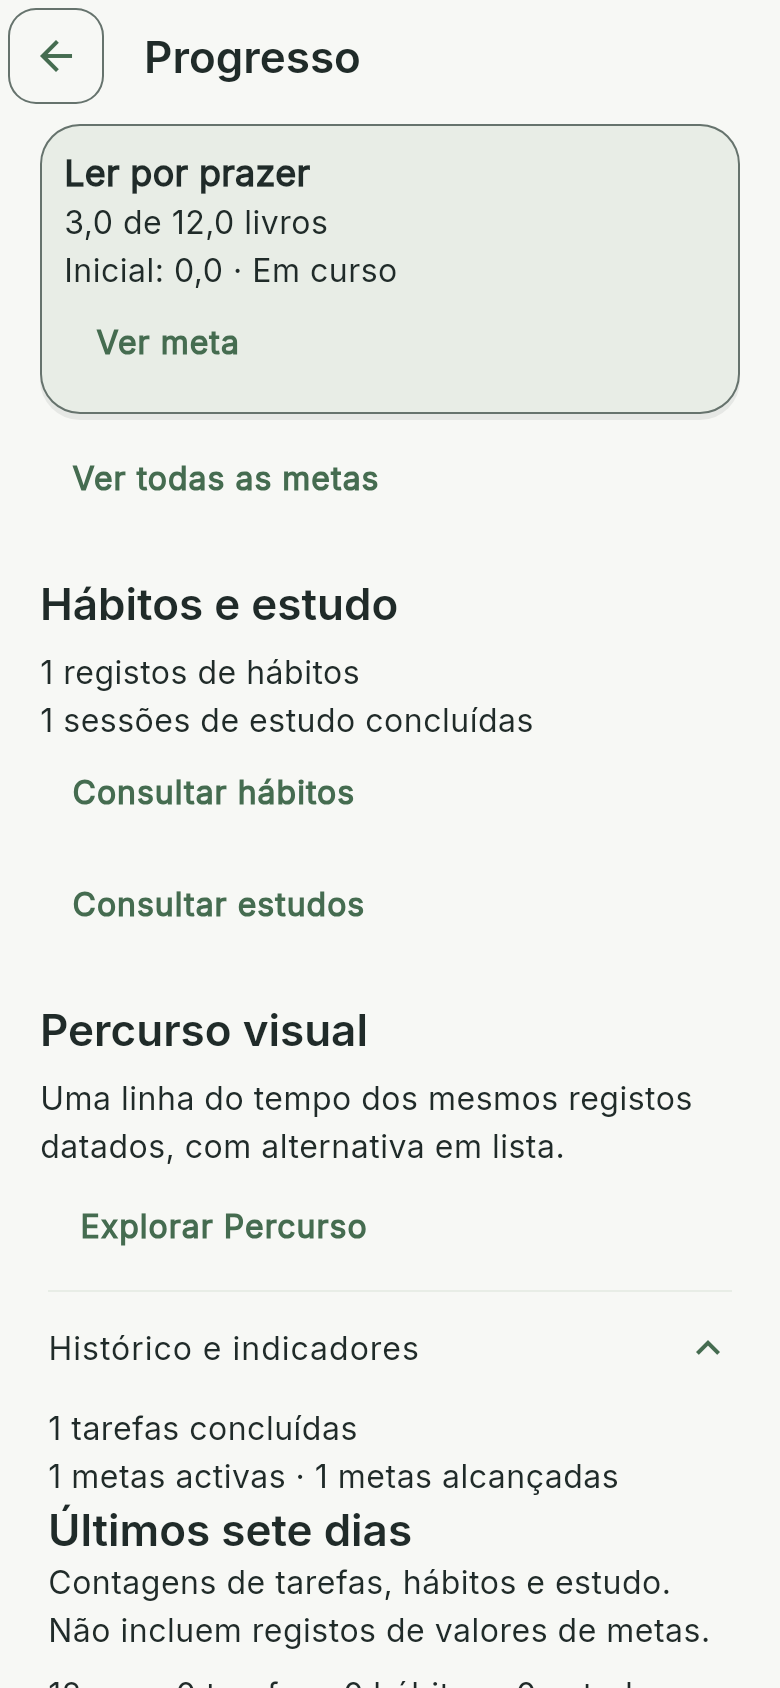 Progresso
Ler por prazer
3,0 de 12,0 livros
Inicial: 0,0 · Em curso
Ver meta
Ver todas as metas
Hábitos e estudo
1 registos de hábitos
1 sessões de estudo concluídas
Consultar hábitos
Consultar estudos
Percurso visual
Uma linha do tempo dos mesmos registos
datados, com alternativa em lista.
Explorar Percurso
Histórico e indicadores
1 tarefas concluídas
1 metas activas · 1 metas alcançadas
Últimos sete dias
Contagens de tarefas, hábitos e estudo.
Não incluem registos de valores de metas.